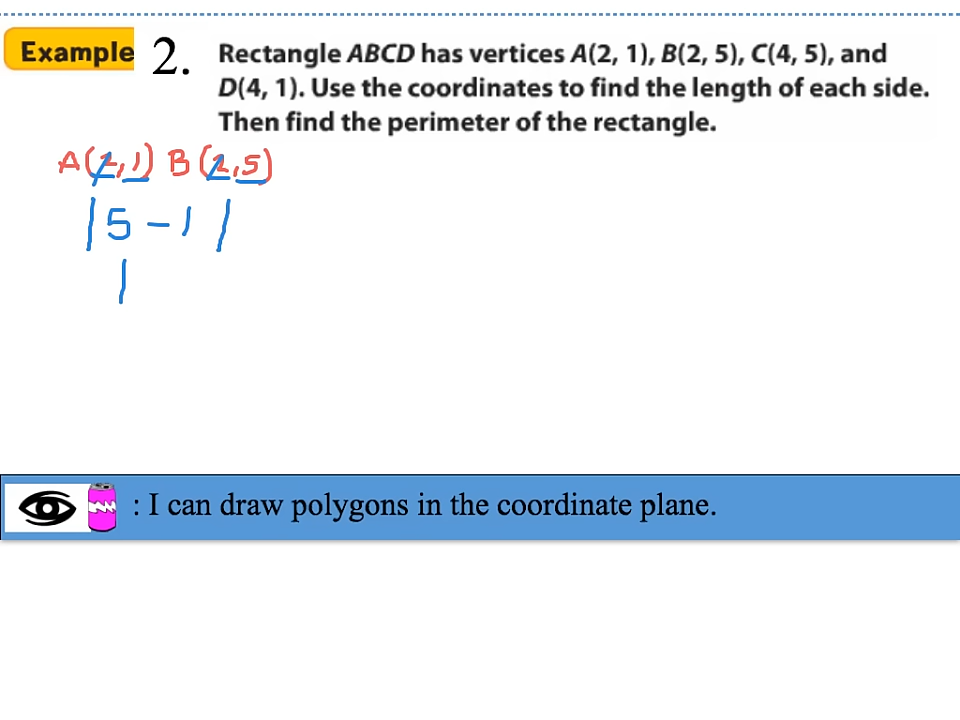 Example 2. Rectangle ABCD has vertices A(2, 1), B(2, 5), C(4, 5), and
D(4, 1). Use the coordinates to find the length of each side.
Then find the perimeter of the rectangle.
A(2,1) B(2,5)
|5-1|
|
: I can draw polygons in the coordinate plane.